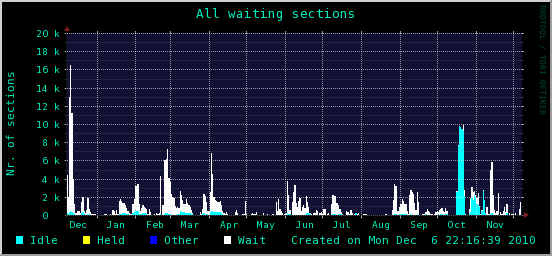 All waiting sections
RRDTOOL / TOBI OETIKER
Nr. of sections
20 k
18 k
16 k
14 k
12 k
10 k
8 k
6 k
4 k
2 k
0
Dec Jan Feb Mar Apr May Jun Jul Aug Sep Oct Nov
Idle Held Other Wait Created on Mon Dec 6 22:16:39 2010